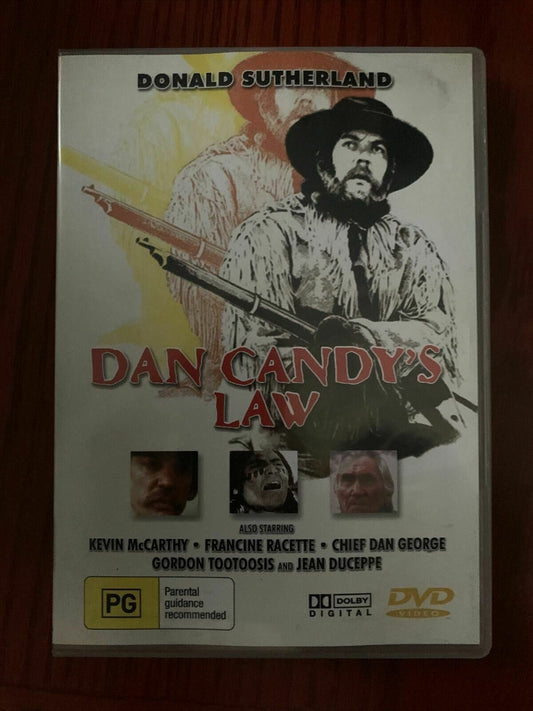 DONALD SUTHERLAND
DAN CANDY'S
LAW
ALSO STARRING
KEVIN McCARTHY • FRANCINE RACETTE • CHIEF DAN GEORGE
GORDON TOOTOOSIS AND JEAN DUCEPPE
PG
Parental
guidance
recommended
DOLBY
DIGITAL
DVD
VIDEO